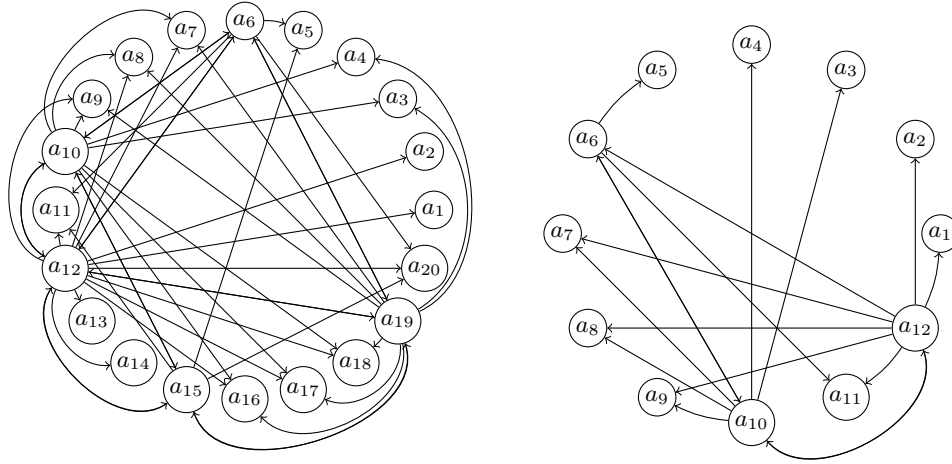 a₆
a₅
a₇
a₄
a₈
a₃
a₉
a₂
a₁₀
a₁
a₁₁
a₂₀
a₁₂
a₁₉
a₁₃
a₁₈
a₁₄
a₁₇
a₁₅
a₁₆
a₄
a₅
a₃
a₆
a₂
a₇
a₁
a₈
a₁₂
a₉
a₁₁
a₁₀